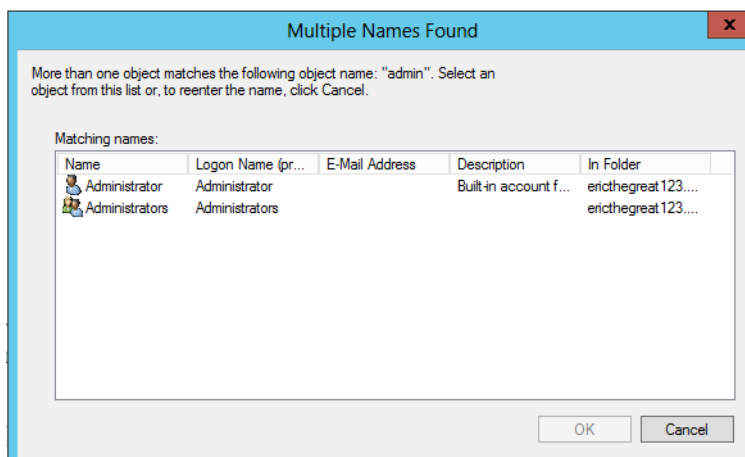 Multiple Names Found
x
More than one object matches the following object name: "admin". Select an
object from this list or, to reenter the name, click Cancel.
Matching names:
Name Logon Name (pr... E-Mail Address Description In Folder
Administrator Administrator Built-in account f... ericthegreat123....
Administrators Administrators ericthegreat123....
OK Cancel